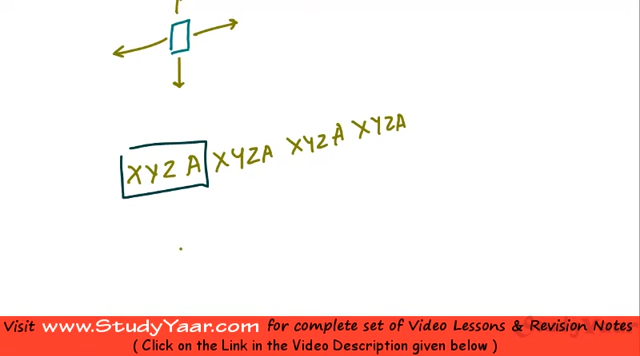 XYZ A XYZA XYZA XYZA
Visit www.StudyYaar.com for complete set of Video Lessons & Revision Notes
( Click on the Link in the Video Description given below )